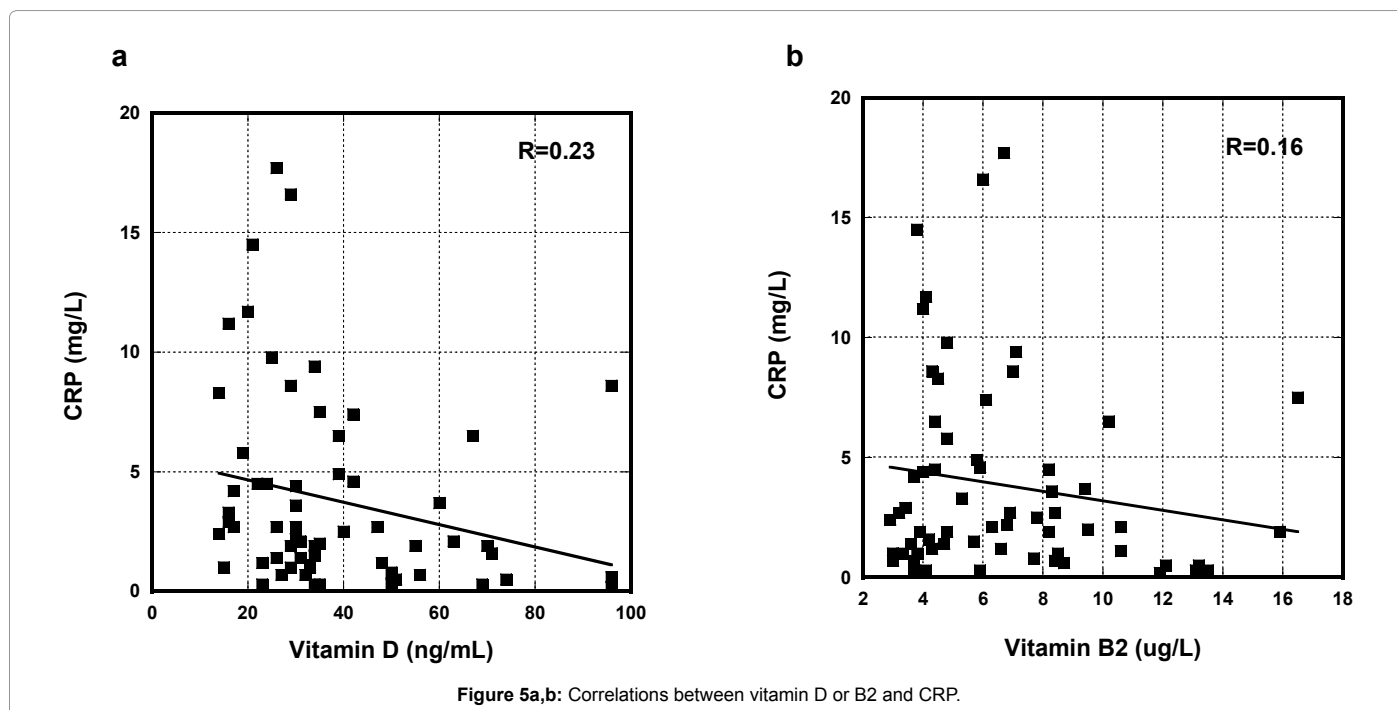 a
20
15
10
5
0
CRP (mg/L)
R=0.23
0 20 40 60 80 100
Vitamin D (ng/mL)
b
20
15
10
5
0
CRP (mg/L)
R=0.16
2 4 6 8 10 12 14 16 18
Vitamin B2 (ug/L)
Figure 5a,b: Correlations between vitamin D or B2 and CRP.